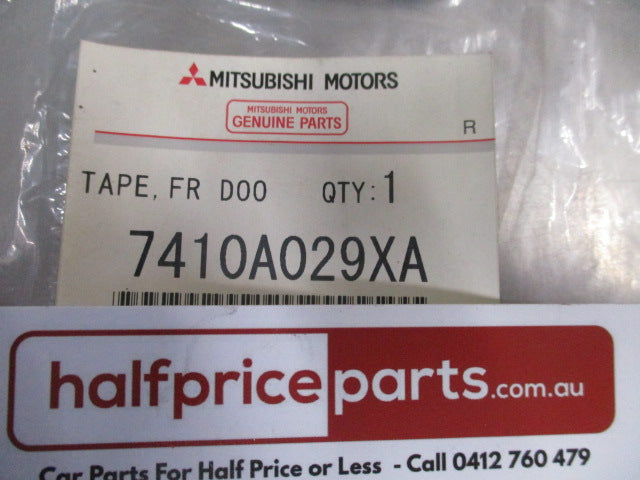 MITSUBISHI MOTORS
MITSUBISHI MOTORS
GENUINE PARTS
R
TAPE, FR DOO QTY: 1
7410A029XA
halfpriceparts.com.au
Car Parts For Half Price or Less - Call 0412 760 479